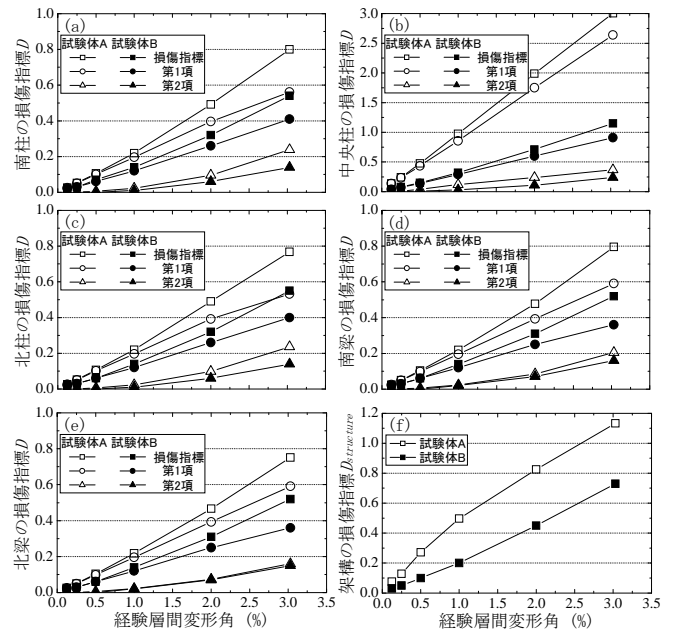 (a)
試験体A 試験体B
損傷指標
第1項
第2項
南柱の損傷指標D
1.0
0.8
0.6
0.4
0.2
0.0
(b)
試験体A 試験体B
損傷指標
第1項
第2項
中央柱の損傷指標D
3.0
2.5
2.0
1.5
1.0
0.5
0.0
(c)
試験体A 試験体B
損傷指標
第1項
第2項
北柱の損傷指標D
1.0
0.8
0.6
0.4
0.2
0.0
(d)
試験体A 試験体B
損傷指標
第1項
第2項
南梁の損傷指標D
1.0
0.8
0.6
0.4
0.2
0.0
(e)
試験体A 試験体B
損傷指標
第1項
第2項
北梁の損傷指標D
1.0
0.8
0.6
0.4
0.2
0.0
0.0 0.5 1.0 1.5 2.0 2.5 3.0 3.5
経験層間変形角 (%)
(f)
試験体A
試験体B
架構の損傷指標Dstructure
1.2
1.0
0.8
0.6
0.4
0.2
0.0
0.0 0.5 1.0 1.5 2.0 2.5 3.0 3.5
経験層間変形角 (%)